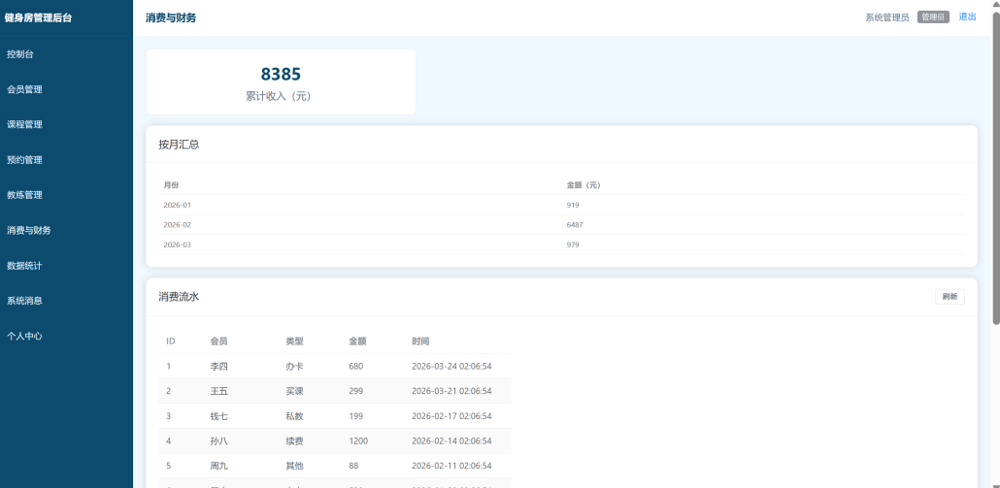 健身房管理后台
控制台
会员管理
课程管理
预约管理
教练管理
消费与财务
数据统计
系统消息
个人中心
消费与财务 系统管理员 管理员 退出
8385
累计收入（元）
按月汇总
月份 金额（元）
2026-01 919
2026-02 6487
2026-03 979
消费流水 刷新
ID 会员 类型 金额 时间
1 李四 办卡 680 2026-03-24 02:06:54
2 王五 买课 299 2026-03-21 02:06:54
3 钱七 私教 199 2026-02-17 02:06:54
4 孙八 续费 1200 2026-02-14 02:06:54
5 周九 其他 88 2026-02-11 02:06:54